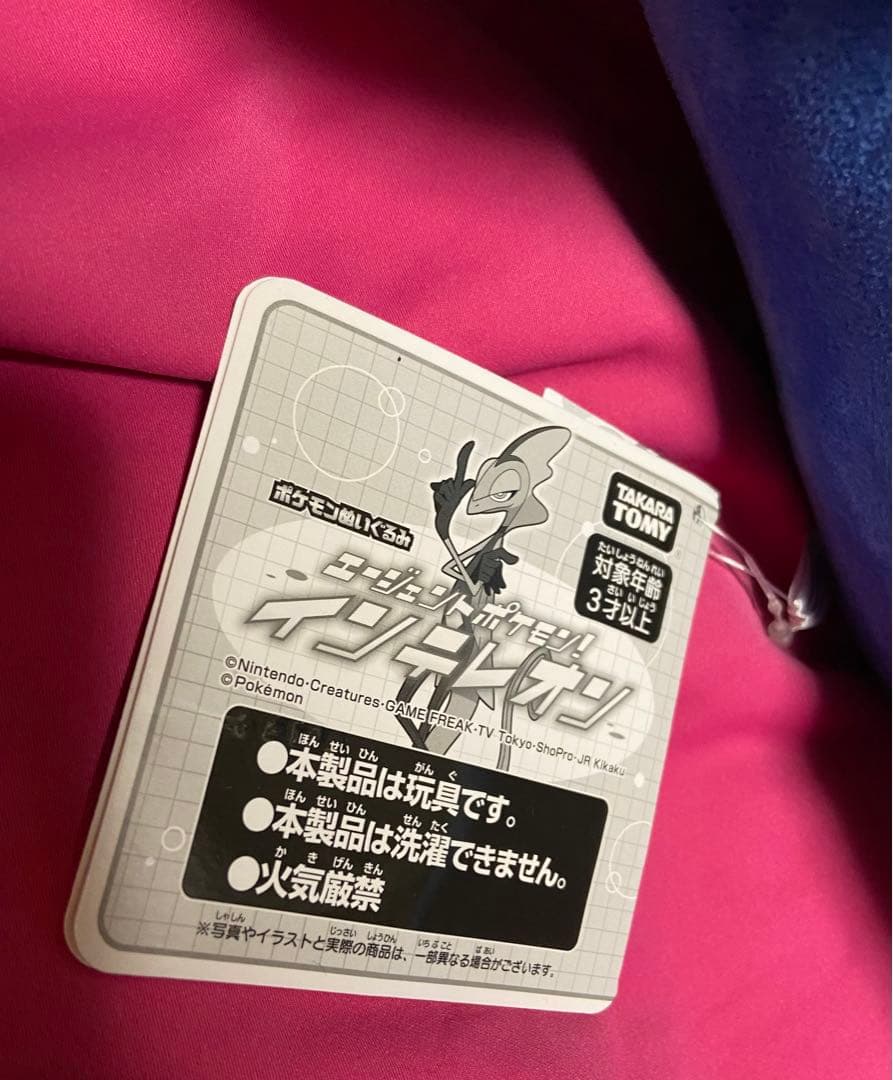 TAKARA
TOMY
たいしょうねんれい
対象年齢
さいいじょう
3才以上
ポケモンぬいぐるみ
エージェントポケモン!
インテレオン
©Nintendo・Creatures・GAME FREAK・TV Tokyo・ShoPro・JR Kikaku
©Pokémon
ほんせいひん がんぐ
●本製品は玩具です。
ほんせいひん せんたく
●本製品は洗濯できません。
かきげんきん
●火気厳禁
しゃしん じっさい しょうひん いちぶこと ばあい
※写真やイラストと実際の商品は、一部異なる場合がございます。